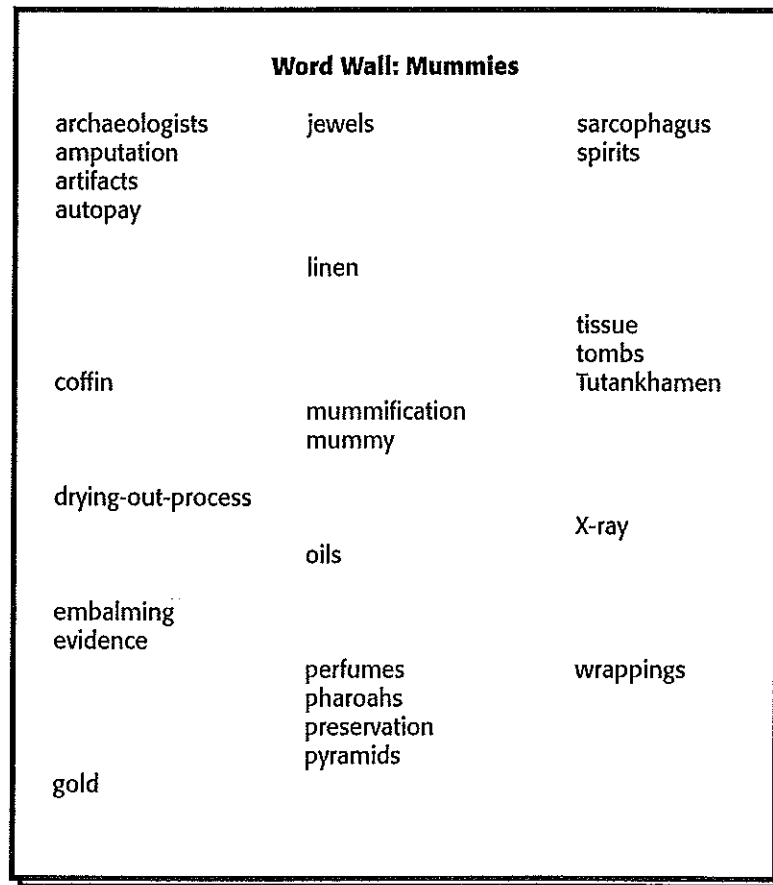 Word Wall: Mummies
archaeologists
amputation
artifacts
autopay
coffin
drying-out-process
embalming
evidence
gold
jewels
linen
mummification
mummy
oils
perfumes
pharoahs
preservation
pyramids
sarcophagus
spirits
tissue
tombs
Tutankhamen
X-ray
wrappings